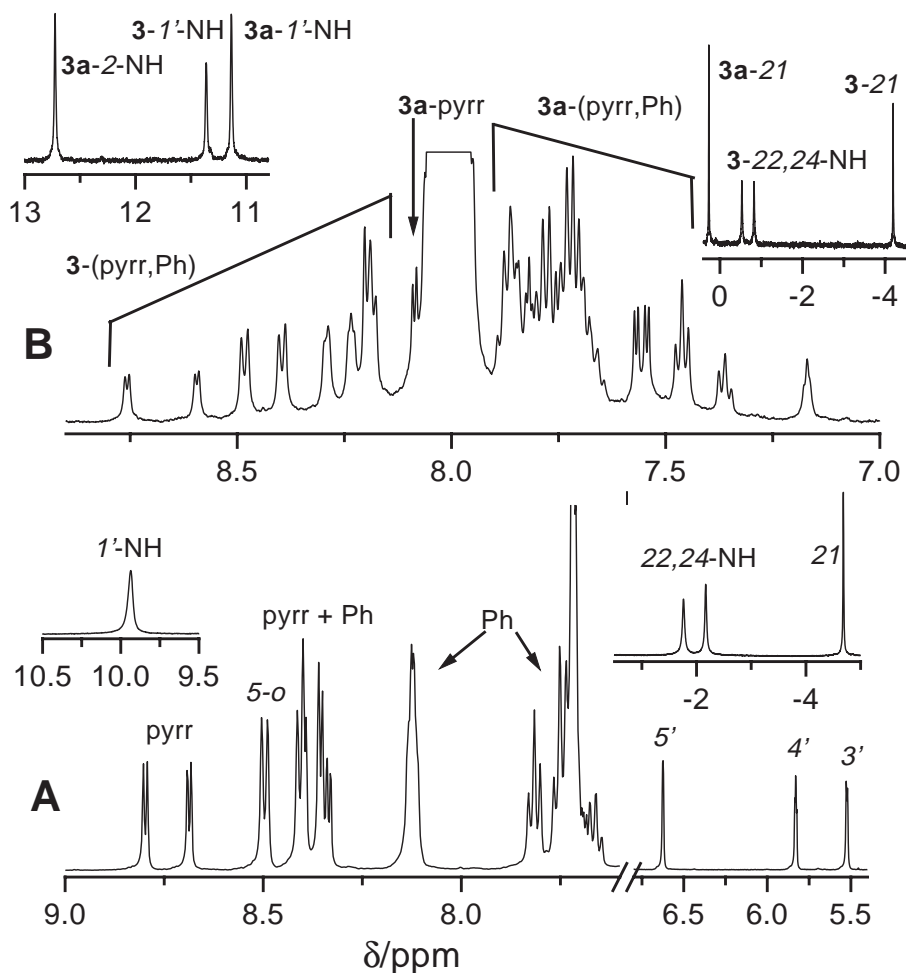 3-1'-NH 3a-1'-NH
3a-2-NH
13 12 11
3a-pyrr
3a-(pyrr,Ph)
3a-21
3-21
3-22,24-NH
0 -2 -4
3-(pyrr,Ph)
B
8.5 8.0 7.5 7.0
1'-NH
10.5 10.0 9.5
pyrr
5-o
pyrr + Ph
Ph
22,24-NH
21
-2 -4
5' 4' 3'
A
9.0 8.5 8.0 6.5 6.0 5.5
δ/ppm